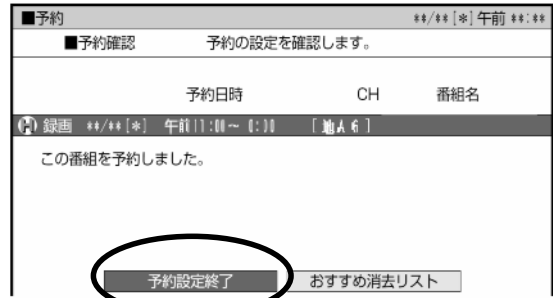 ■予約 **/**[*]午前 **:**
■予約確認 予約の設定を確認します。
予約日時 CH 番組名
録画 **/**[*] 午前11:00~ 0:30 [地A 6]
この番組を予約しました。
予約設定終了 おすすめ消去リスト